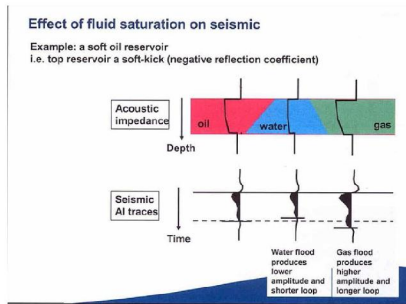 Effect of fluid saturation on seismic
Example: a soft oil reservoir
i.e. top reservoir a soft-kick (negative reflection coefficient)
Acoustic
impedance
oil
water
gas
Depth
Seismic
AI traces
Time
Water flood
produces
lower
amplitude and
shorter loop
Gas flood
produces
higher
amplitude and
longer loop